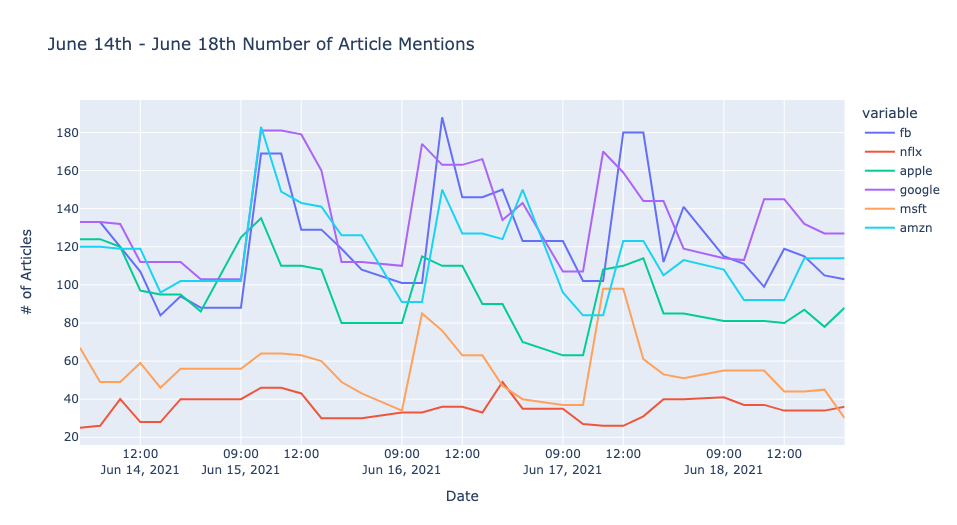 June 14th - June 18th Number of Article Mentions
variable
fb
nflx
apple
google
msft
amzn
# of Articles
180
160
140
120
100
80
60
40
20
12:00 09:00 12:00 09:00 12:00 09:00 12:00 09:00 12:00
Jun 14, 2021 Jun 15, 2021 Jun 16, 2021 Jun 17, 2021 Jun 18, 2021
Date